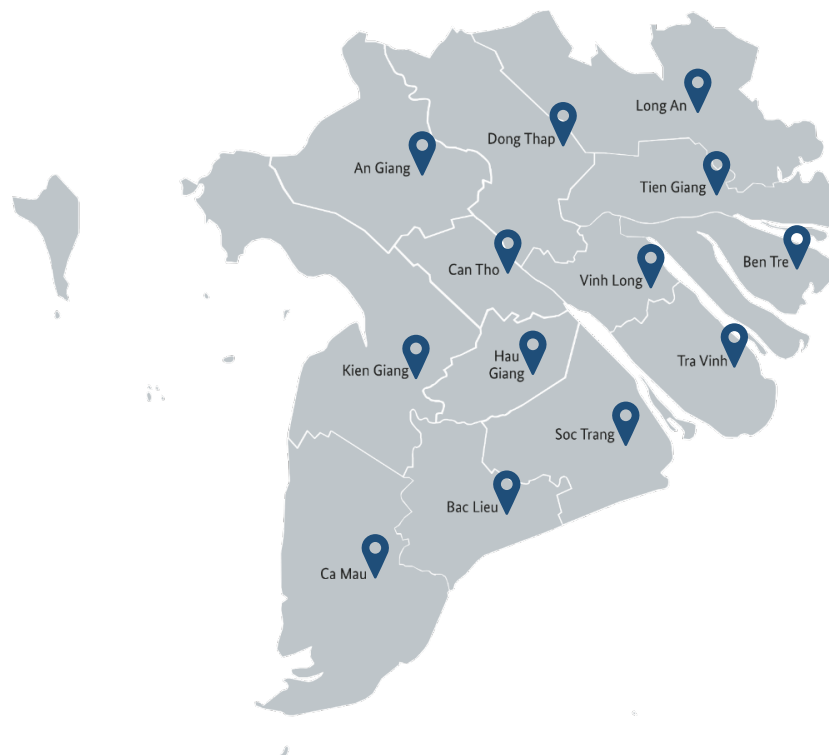 Long An
Dong Thap
An Giang
Tien Giang
Ben Tre
Can Tho
Vinh Long
Hau
Giang
Tra Vinh
Kien Giang
Soc Trang
Bac Lieu
Ca Mau